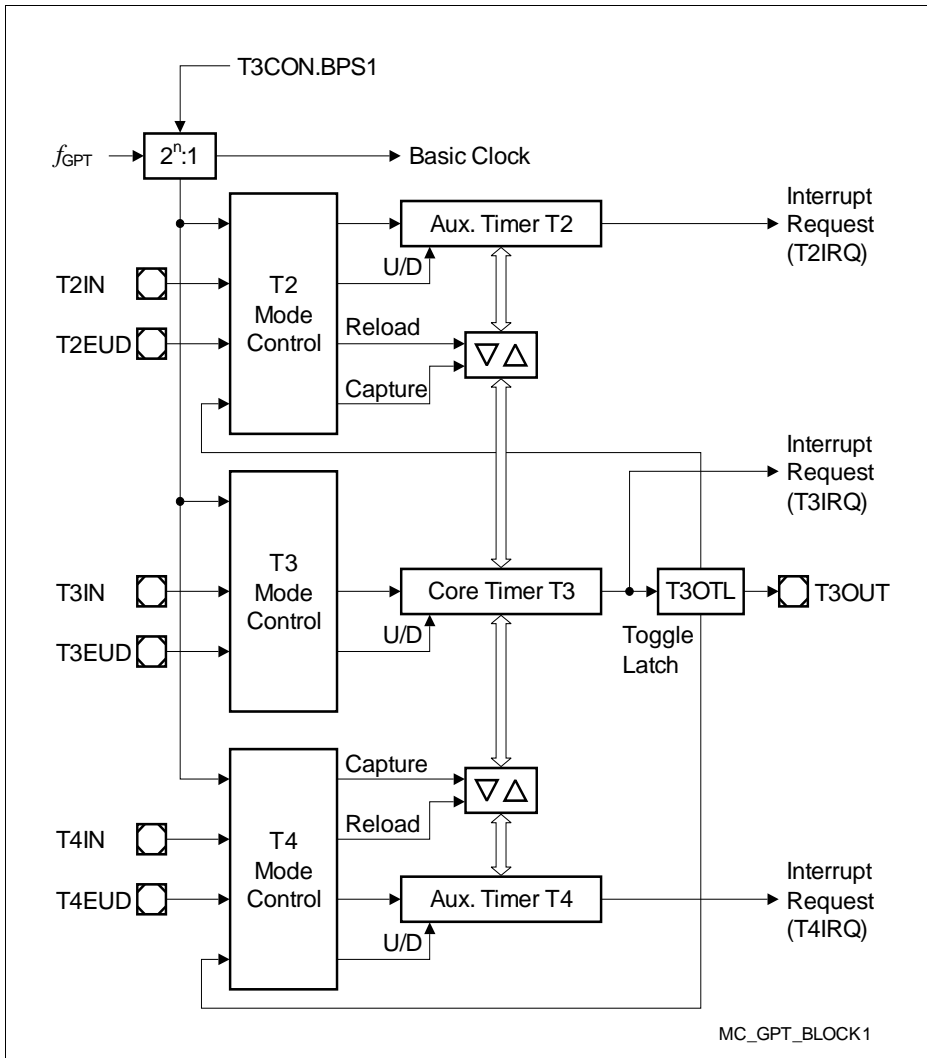 T3CON.BPS1
fGPT
2ⁿ:1
Basic Clock
Interrupt
Request
(T2IRQ)
Aux. Timer T2
U/D
T2IN
T2
Mode
Control
T2EUD
Reload
Capture
Interrupt
Request
(T3IRQ)
T3
Mode
Control
T3IN
Core Timer T3
T3OTL
T3OUT
U/D
T3EUD
Toggle
Latch
Capture
Reload
T4IN
T4
Mode
Control
T4EUD
Aux. Timer T4
U/D
Interrupt
Request
(T4IRQ)
MC_GPT_BLOCK1